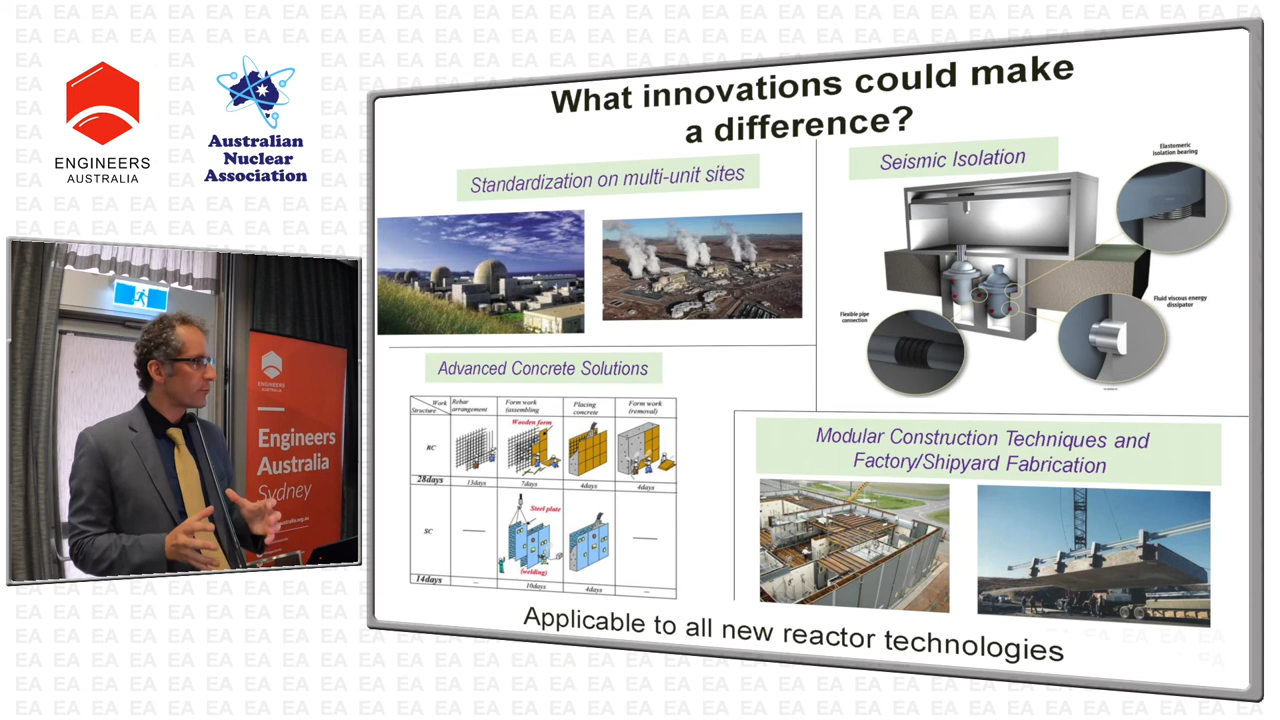 ENGINEERS
AUSTRALIA
Australian
Nuclear
Association
ENGINEERS
AUSTRALIA
Engineers
Australia
Sydney
What innovations could make
a difference?
Standardization on multi-unit sites
Seismic Isolation
Elastomeric
isolation bearing
Flexible pipe
connection
Fluid viscous energy
dissipator
Advanced Concrete Solutions
Work
Structure
Rebar
arrangement
Form work
(assembling
Placing
concrete
Form work
(removal)
RC
Wooden form
28days
13days
7days
4days
4days
SC
Steel plate
(welding)
14days
10days
4days
Modular Construction Techniques and
Factory/Shipyard Fabrication
Applicable to all new reactor technologies